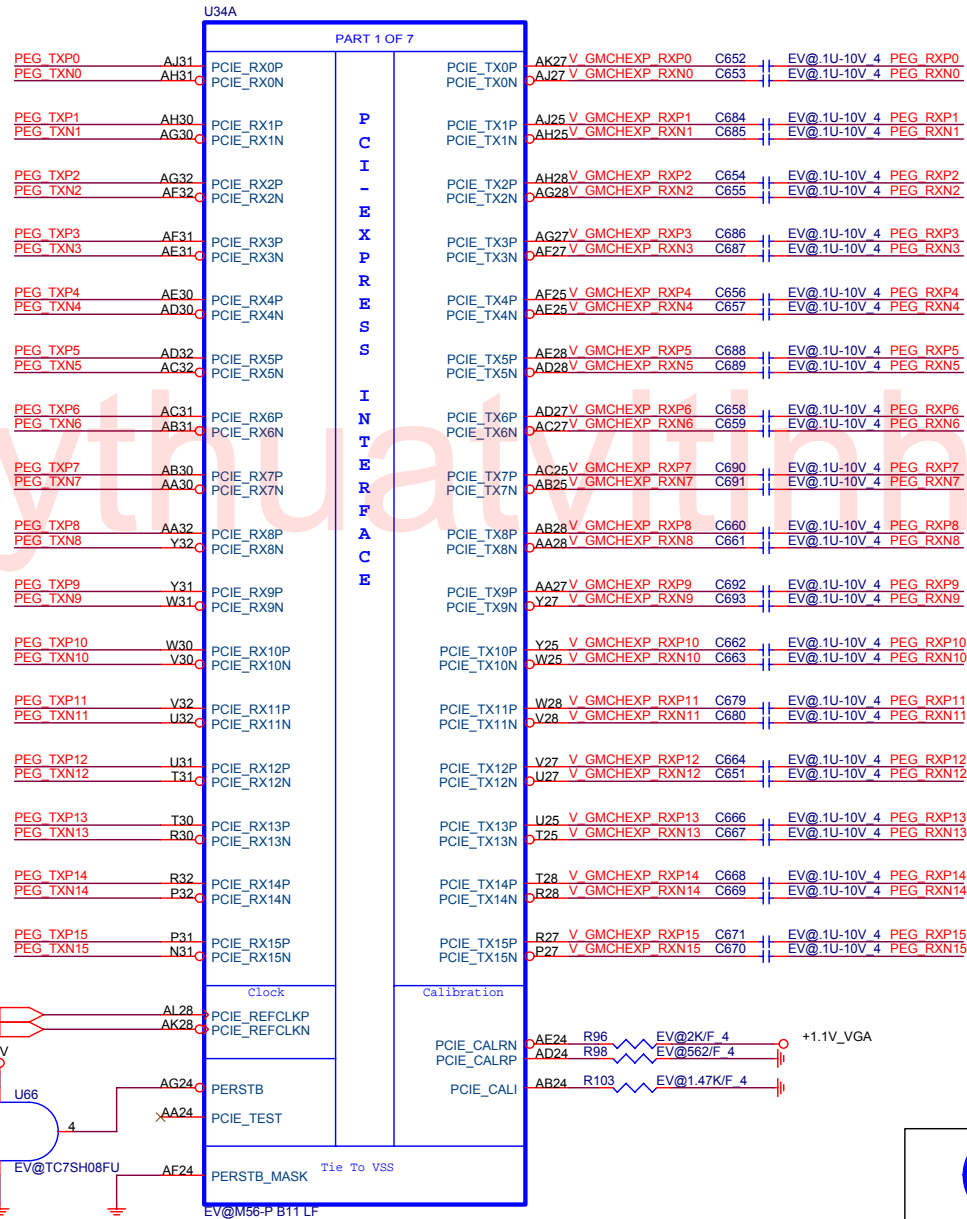 U34A
PART 1 OF 7
PEG_TXP0 AJ31 PCIE_RX0P PCIE_TX0P AK27 V_GMCHEXP_RXP0 C652 EV@.1U-10V_4 PEG_RXP0
PEG_TXN0 AH31 PCIE_RX0N PCIE_TX0N AJ27 V_GMCHEXP_RXN0 C653 EV@.1U-10V_4 PEG_RXN0
PEG_TXP1 AH30 PCIE_RX1P PCIE_TX1P AJ25 V_GMCHEXP_RXP1 C684 EV@.1U-10V_4 PEG_RXP1
PEG_TXN1 AG30 PCIE_RX1N PCIE_TX1N AH25 V_GMCHEXP_RXN1 C685 EV@.1U-10V_4 PEG_RXN1
PEG_TXP2 AG32 PCIE_RX2P PCIE_TX2P AH28 V_GMCHEXP_RXP2 C654 EV@.1U-10V_4 PEG_RXP2
PEG_TXN2 AF32 PCIE_RX2N PCIE_TX2N AG28 V_GMCHEXP_RXN2 C655 EV@.1U-10V_4 PEG_RXN2
PEG_TXP3 AF31 PCIE_RX3P PCIE_TX3P AG27 V_GMCHEXP_RXP3 C686 EV@.1U-10V_4 PEG_RXP3
PEG_TXN3 AE31 PCIE_RX3N PCIE_TX3N AF27 V_GMCHEXP_RXN3 C687 EV@.1U-10V_4 PEG_RXN3
PEG_TXP4 AE30 PCIE_RX4P PCIE_TX4P AF25 V_GMCHEXP_RXP4 C656 EV@.1U-10V_4 PEG_RXP4
PEG_TXN4 AD30 PCIE_RX4N PCIE_TX4N AE25 V_GMCHEXP_RXN4 C657 EV@.1U-10V_4 PEG_RXN4
PEG_TXP5 AD32 PCIE_RX5P PCIE_TX5P AE28 V_GMCHEXP_RXP5 C688 EV@.1U-10V_4 PEG_RXP5
PEG_TXN5 AC32 PCIE_RX5N PCIE_TX5N AD28 V_GMCHEXP_RXN5 C689 EV@.1U-10V_4 PEG_RXN5
PEG_TXP6 AC31 PCIE_RX6P PCIE_TX6P AD27 V_GMCHEXP_RXP6 C658 EV@.1U-10V_4 PEG_RXP6
PEG_TXN6 AB31 PCIE_RX6N PCIE_TX6N AC27 V_GMCHEXP_RXN6 C659 EV@.1U-10V_4 PEG_RXN6
PEG_TXP7 AB30 PCIE_RX7P PCIE_TX7P AC25 V_GMCHEXP_RXP7 C690 EV@.1U-10V_4 PEG_RXP7
PEG_TXN7 AA30 PCIE_RX7N PCIE_TX7N AB25 V_GMCHEXP_RXN7 C691 EV@.1U-10V_4 PEG_RXN7
PEG_TXP8 AA32 PCIE_RX8P PCIE_TX8P AB28 V_GMCHEXP_RXP8 C660 EV@.1U-10V_4 PEG_RXP8
PEG_TXN8 Y32 PCIE_RX8N PCIE_TX8N AA28 V_GMCHEXP_RXN8 C661 EV@.1U-10V_4 PEG_RXN8
PEG_TXP9 Y31 PCIE_RX9P PCIE_TX9P AA27 V_GMCHEXP_RXP9 C692 EV@.1U-10V_4 PEG_RXP9
PEG_TXN9 W31 PCIE_RX9N PCIE_TX9N Y27 V_GMCHEXP_RXN9 C693 EV@.1U-10V_4 PEG_RXN9
PEG_TXP10 W30 PCIE_RX10P PCIE_TX10P Y25 V_GMCHEXP_RXP10 C662 EV@.1U-10V_4 PEG_RXP10
PEG_TXN10 V30 PCIE_RX10N PCIE_TX10N W25 V_GMCHEXP_RXN10 C663 EV@.1U-10V_4 PEG_RXN10
PEG_TXP11 V32 PCIE_RX11P PCIE_TX11P W28 V_GMCHEXP_RXP11 C679 EV@.1U-10V_4 PEG_RXP11
PEG_TXN11 U32 PCIE_RX11N PCIE_TX11N V28 V_GMCHEXP_RXN11 C680 EV@.1U-10V_4 PEG_RXN11
PEG_TXP12 U31 PCIE_RX12P PCIE_TX12P V27 V_GMCHEXP_RXP12 C664 EV@.1U-10V_4 PEG_RXP12
PEG_TXN12 T31 PCIE_RX12N PCIE_TX12N U27 V_GMCHEXP_RXN12 C651 EV@.1U-10V_4 PEG_RXN12
PEG_TXP13 T30 PCIE_RX13P PCIE_TX13P U25 V_GMCHEXP_RXP13 C666 EV@.1U-10V_4 PEG_RXP13
PEG_TXN13 R30 PCIE_RX13N PCIE_TX13N T25 V_GMCHEXP_RXN13 C667 EV@.1U-10V_4 PEG_RXN13
PEG_TXP14 R32 PCIE_RX14P PCIE_TX14P T28 V_GMCHEXP_RXP14 C668 EV@.1U-10V_4 PEG_RXP14
PEG_TXN14 P32 PCIE_RX14N PCIE_TX14N R28 V_GMCHEXP_RXN14 C669 EV@.1U-10V_4 PEG_RXN14
PEG_TXP15 P31 PCIE_RX15P PCIE_TX15P R27 V_GMCHEXP_RXP15 C671 EV@.1U-10V_4 PEG_RXP15
PEG_TXN15 N31 PCIE_RX15N PCIE_TX15N P27 V_GMCHEXP_RXN15 C670 EV@.1U-10V_4 PEG_RXN15
PCI-EXPRESS INTERFACE
ythuatvitinh
Clock Calibration
AL28 PCIE_REFCLKP
AK28 PCIE_REFCLKN
PCIE_CALRN AE24 R96 EV@2K/F_4 +1.1V_VGA
PCIE_CALRP AD24 R98 EV@562/F_4
V
AG24 PERSTB PCIE_CALI AB24 R103 EV@1.47K/F_4
U66
AA24 PCIE_TEST
4
EV@TC7SH08FU
Tie To VSS
AF24 PERSTB_MASK
EV@M56-P B11 LF